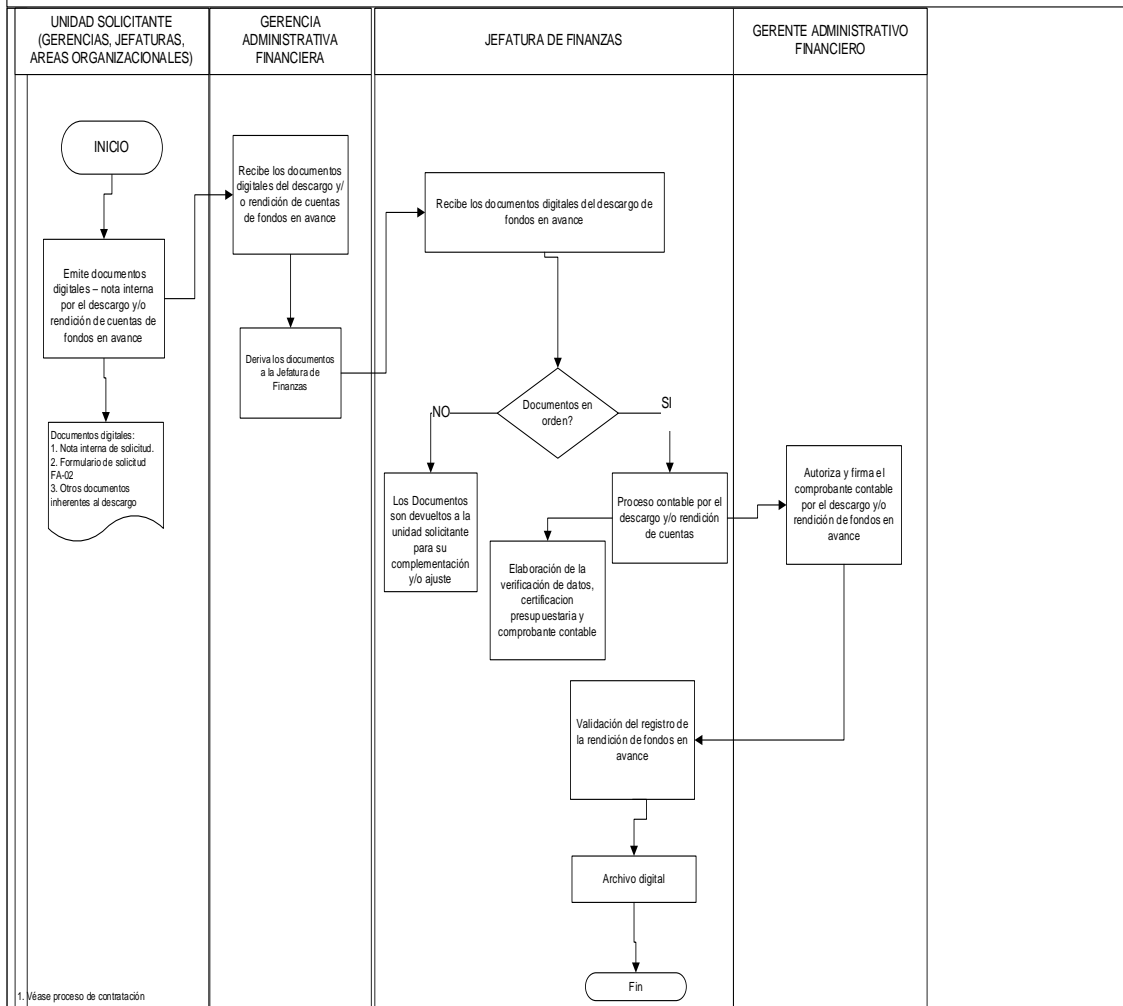 UNIDAD SOLICITANTE
(GERENCIAS, JEFATURAS,
AREAS ORGANIZACIONALES)
GERENCIA
ADMINISTRATIVA
FINANCIERA
JEFATURA DE FINANZAS
GERENTE ADMINISTRATIVO
FINANCIERO
INICIO
Emite documentos
digitales – nota interna
por el descargo y/o
rendición de cuentas de
fondos en avance
Documentos digitales:
1. Nota interna de solicitud.
2. Formulario de solicitud
FA-02
3. Otros documentos
inherentes al descargo
Recibe los documentos
digitales del descargo y/
o rendición de cuentas
de fondos en avance
Deriva los documentos
a la Jefatura de
Finanzas
Recibe los documentos digitales del descargo de
fondos en avance
Documentos en
orden?
NO
SI
Los Documentos
son devueltos a la
unidad solicitante
para su
complementación
y/o ajuste
Proceso contable por el
descargo y/o rendición
de cuentas
Elaboración de la
verificación de datos,
certificacion
presupuestaria y
comprobante contable
Autoriza y firma el
comprobante contable
por el descargo y/o
rendición de fondos en
avance
Validación del registro de
la rendición de fondos en
avance
Archivo digital
Fin
1. Véase proceso de contratación